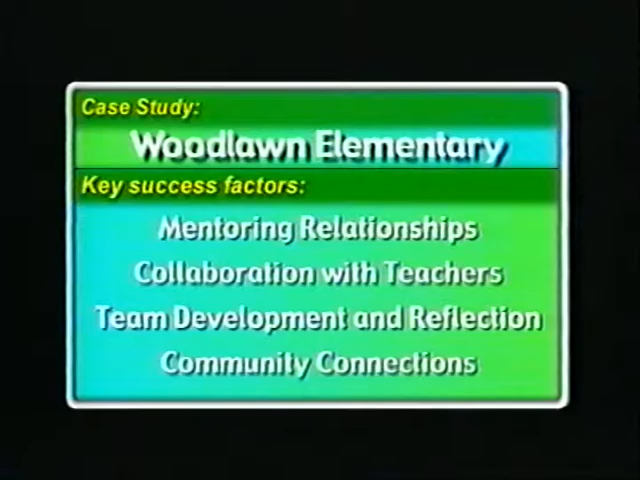 Case Study:
Woodlawn Elementary
Key success factors:
Mentoring Relationships
Collaboration with Teachers
Team Development and Reflection
Community Connections